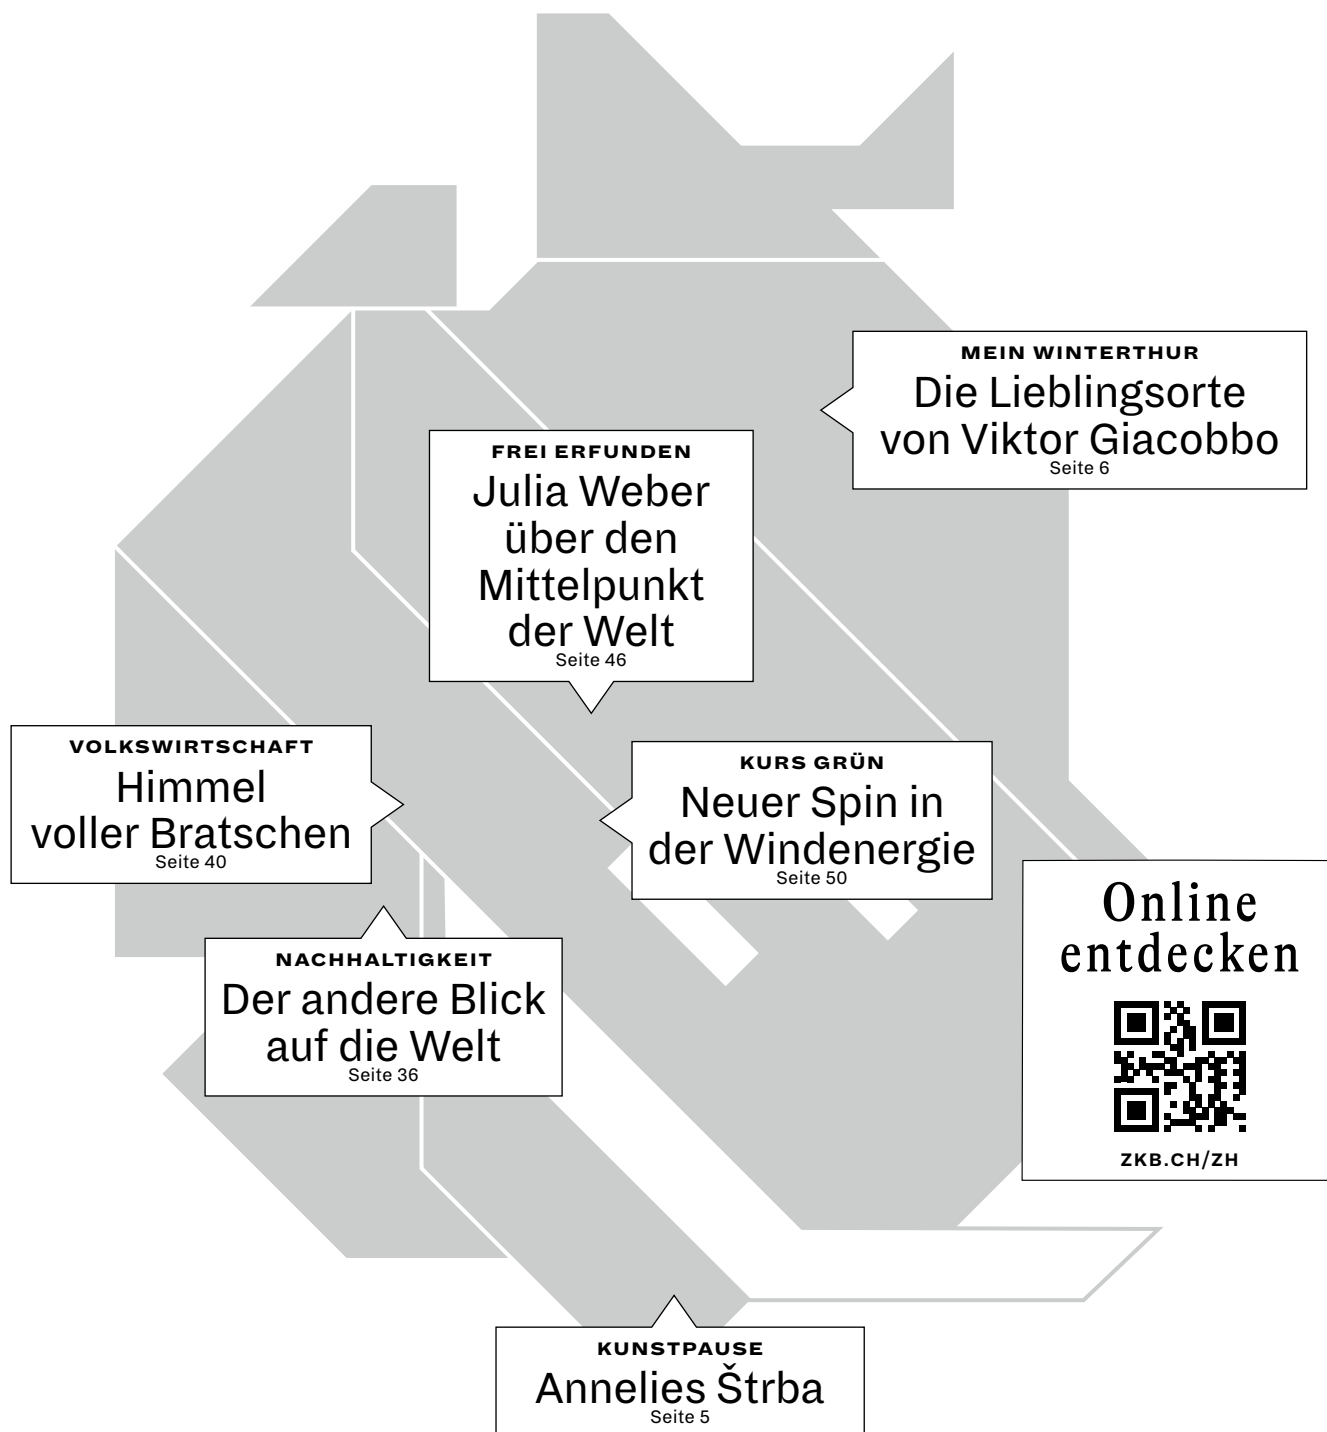 MEIN WINTERTHUR
Die Lieblingsorte
von Viktor Giacobbo
Seite 6
FREI ERFUNDEN
Julia Weber
über den
Mittelpunkt
der Welt
Seite 46
VOLKSWIRTSCHAFT
Himmel
voller Bratschen
Seite 40
KURS GRÜN
Neuer Spin in
der Windenergie
Seite 50
NACHHALTIGKEIT
Der andere Blick
auf die Welt
Seite 36
Online
entdecken
ZKB.CH/ZH
KUNSTPAUSE
Annelies Štrba
Seite 5